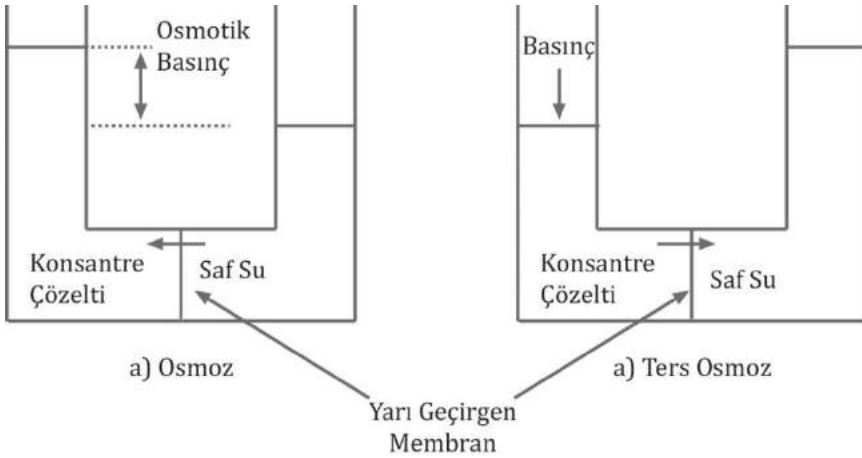 Osmotik
Basınç
Konsantre
Çözelti
Saf Su
a) Osmoz
Basınç
Konsantre
Çözelti
Saf Su
a) Ters Osmoz
Yarı Geçirgen
Membran